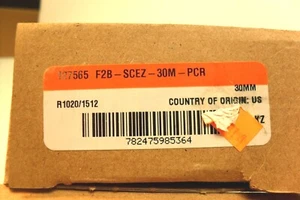 F2B-SCEZ-30M-PCR
30MM
R1020/1512
COUNTRY OF ORIGIN: US
782475985364